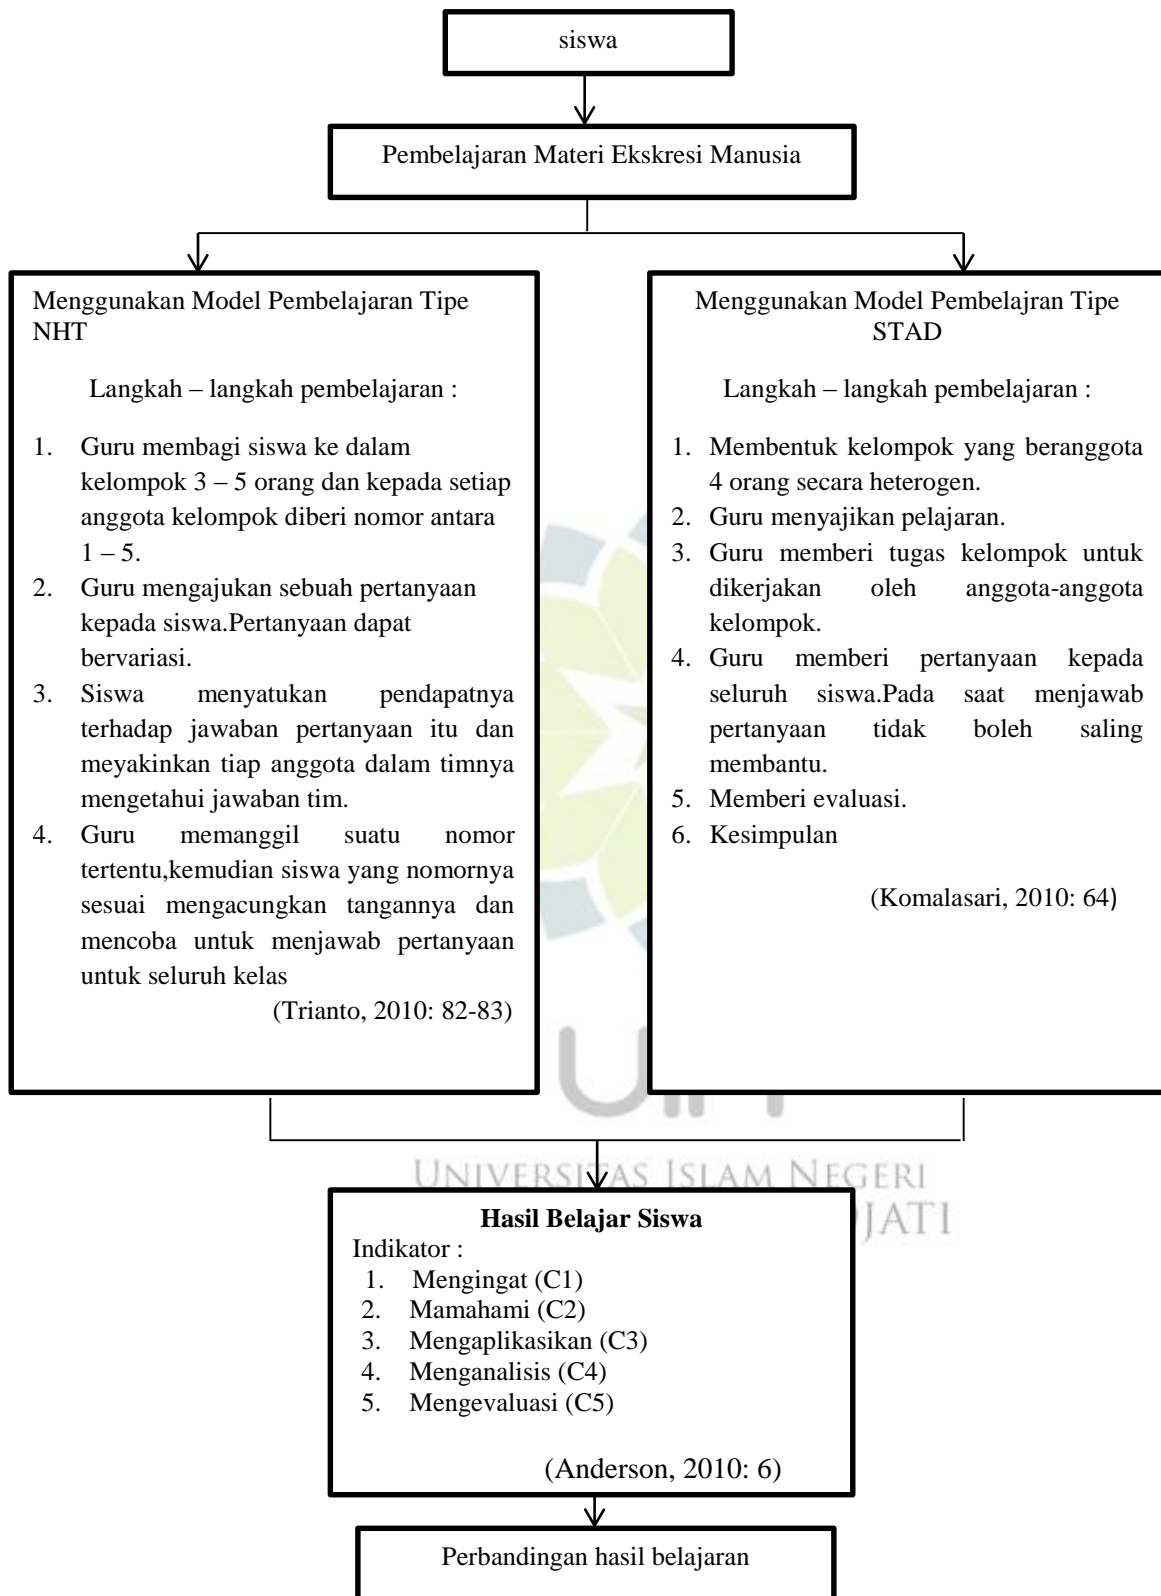 siswa
Pembelajaran Materi Ekskresi Manusia
Menggunakan Model Pembelajaran Tipe
NHT
Langkah – langkah pembelajaran :
1. Guru membagi siswa ke dalam
kelompok 3 – 5 orang dan kepada setiap
anggota kelompok diberi nomor antara
1 – 5.
2. Guru mengajukan sebuah pertanyaan
kepada siswa.Pertanyaan dapat
bervariasi.
3. Siswa menyatukan pendapatnya
terhadap jawaban pertanyaan itu dan
meyakinkan tiap anggota dalam timnya
mengetahui jawaban tim.
4. Guru memanggil suatu nomor
tertentu,kemudian siswa yang nomornya
sesuai mengacungkan tangannya dan
mencoba untuk menjawab pertanyaan
untuk seluruh kelas
(Trianto, 2010: 82-83)
Menggunakan Model Pembelajran Tipe
STAD
Langkah – langkah pembelajaran :
1. Membentuk kelompok yang beranggota
4 orang secara heterogen.
2. Guru menyajikan pelajaran.
3. Guru memberi tugas kelompok untuk
dikerjakan oleh anggota-anggota
kelompok.
4. Guru memberi pertanyaan kepada
seluruh siswa.Pada saat menjawab
pertanyaan tidak boleh saling
membantu.
5. Memberi evaluasi.
6. Kesimpulan
(Komalasari, 2010: 64)
UNIVERSITAS ISLAM NEGERI
Hasil Belajar Siswa
Indikator :
1. Mengingat (C1)
2. Mamahami (C2)
3. Mengaplikasikan (C3)
4. Menganalisis (C4)
5. Mengevaluasi (C5)
(Anderson, 2010: 6)
Perbandingan hasil belajaran